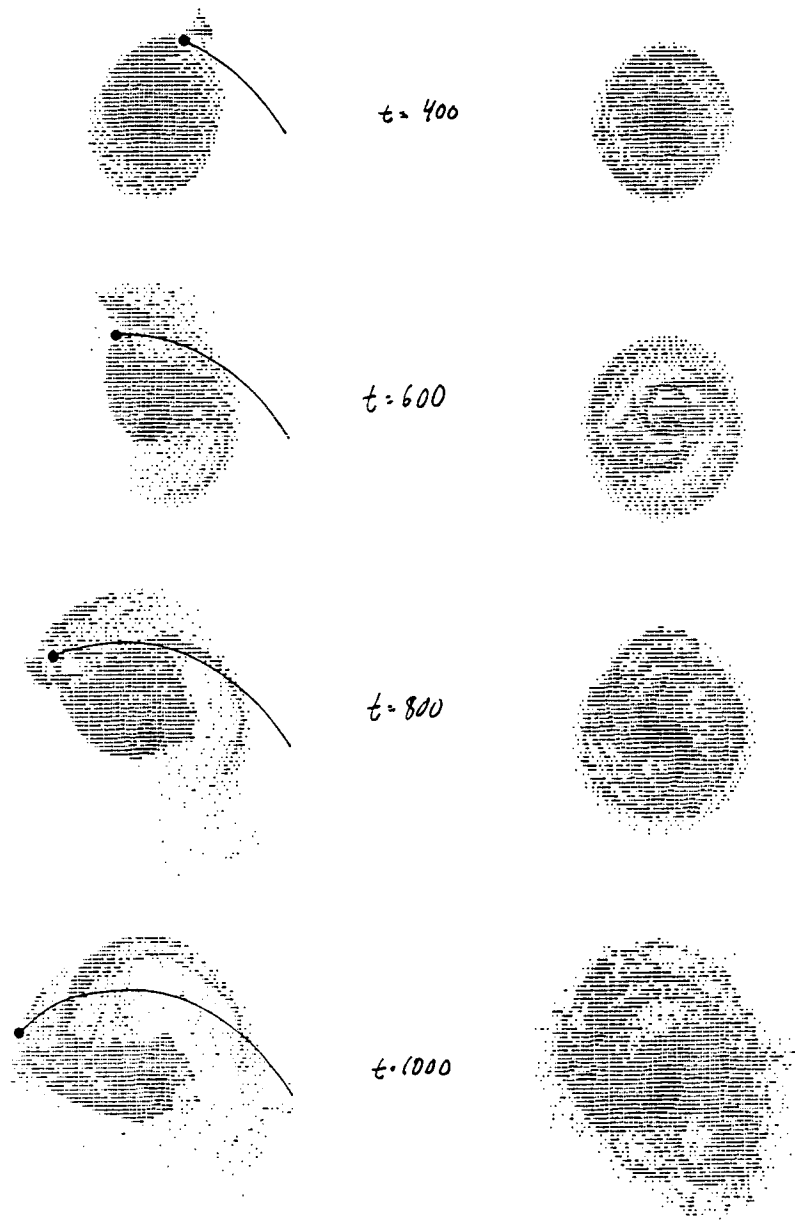 t = 400
t = 600
t = 800
t = 1000